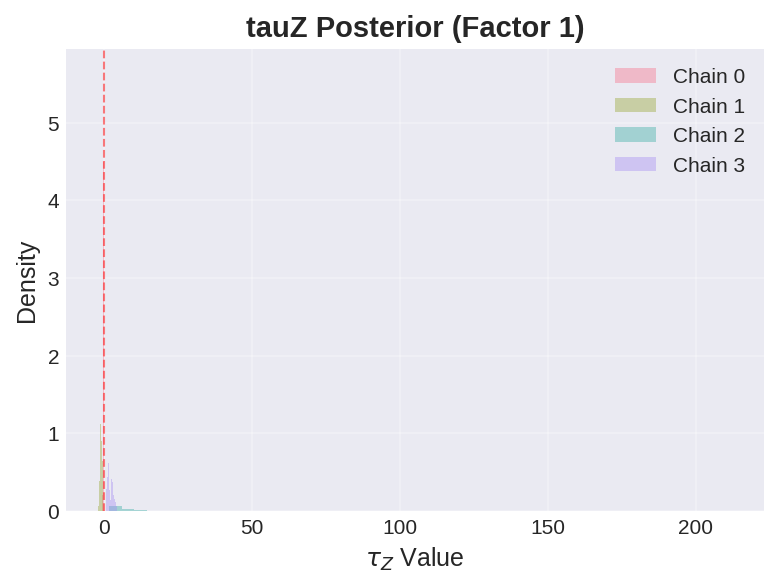 tauZ Posterior (Factor 1)
Chain 0
Chain 1
Chain 2
Chain 3
Density
5
4
3
2
1
0
0 50 100 150 200
τZ Value